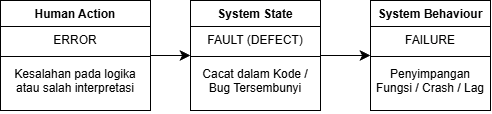 Human Action
ERROR
Kesalahan pada logika
atau salah interpretasi
System State
FAULT (DEFECT)
Cacat dalam Kode /
Bug Tersembunyi
System Behaviour
FAILURE
Penyimpangan
Fungsi / Crash / Lag